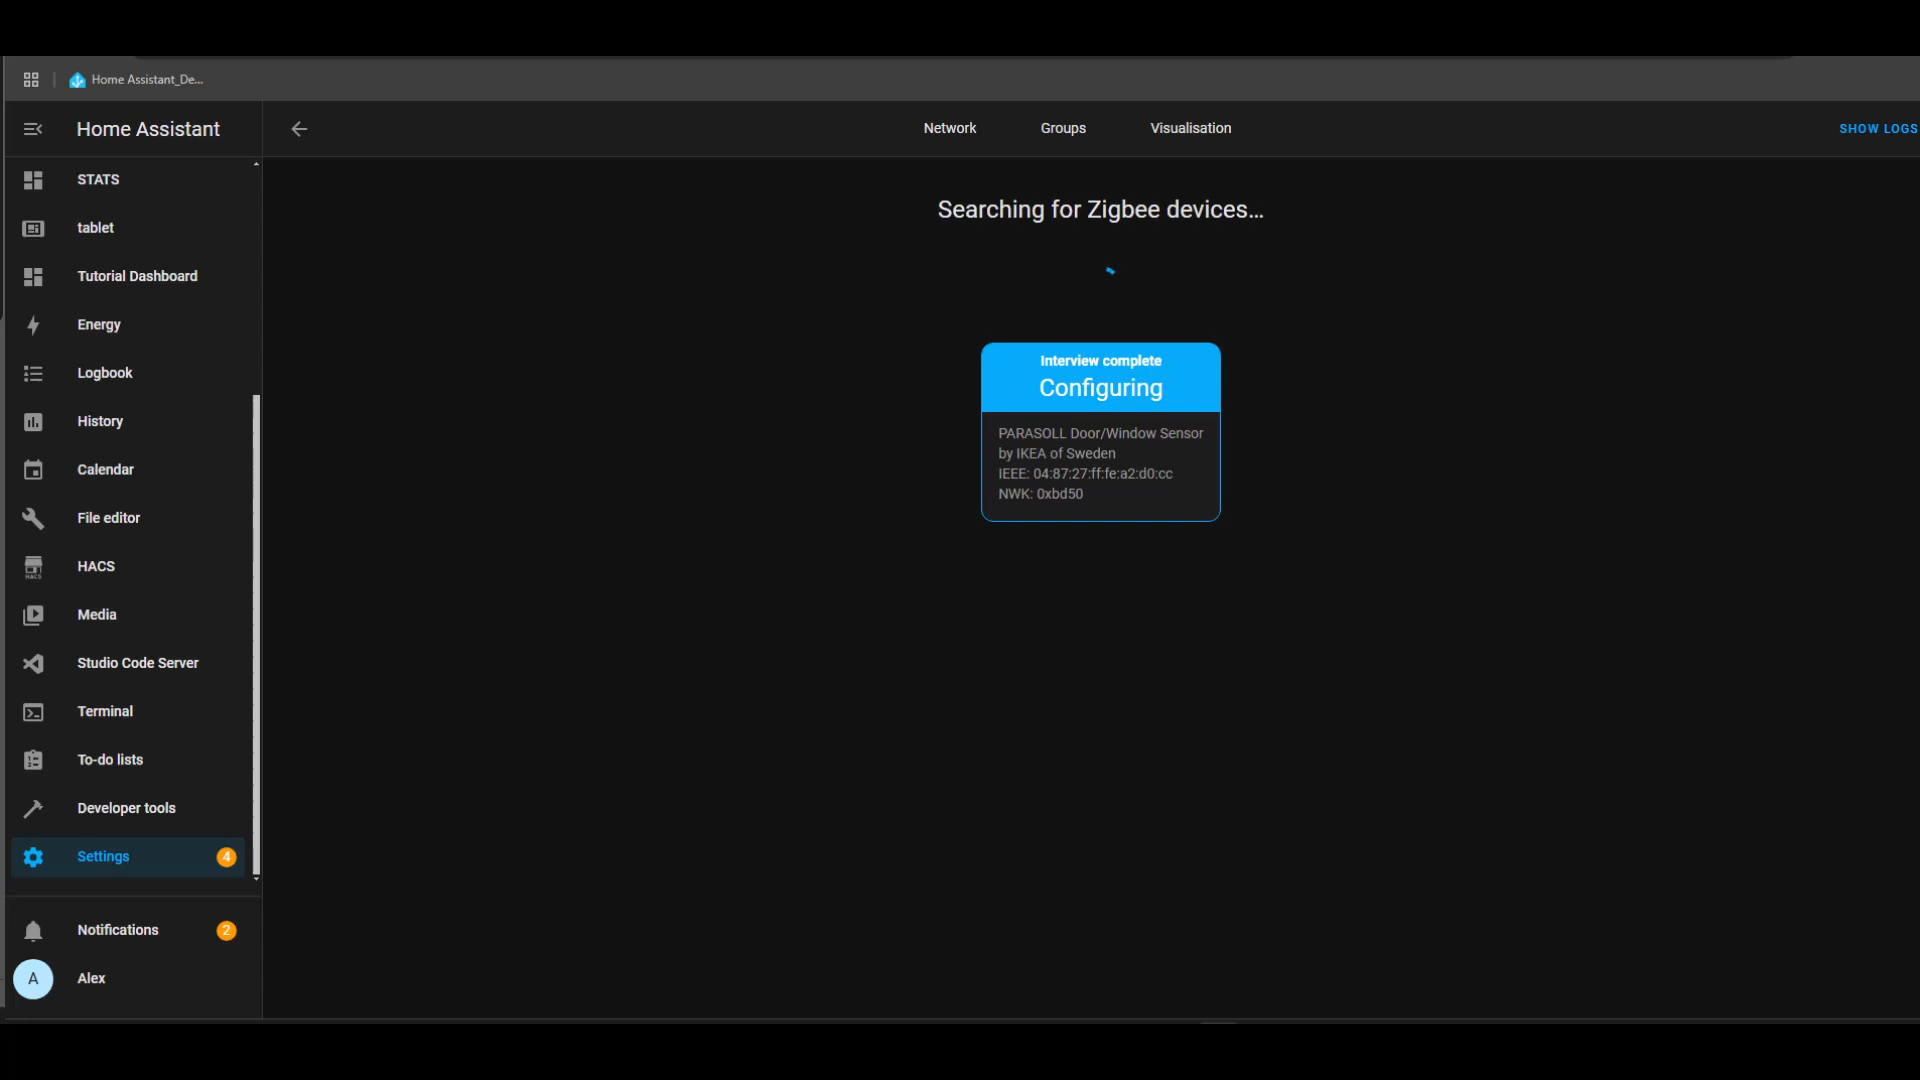 Home Assistant_De...
Home Assistant
Network
Groups
Visualisation
SHOW LOGS
STATS
tablet
Tutorial Dashboard
Energy
Logbook
History
Calendar
File editor
HACS
HACS
Media
Studio Code Server
Terminal
To-do lists
Developer tools
Settings
4
Notifications
2
A
Alex
Searching for Zigbee devices...
Interview complete
Configuring
PARASOLL Door/Window Sensor
by IKEA of Sweden
IEEE: 04:87:27:ff:fe:a2:d0:cc
NWK: 0xbd50